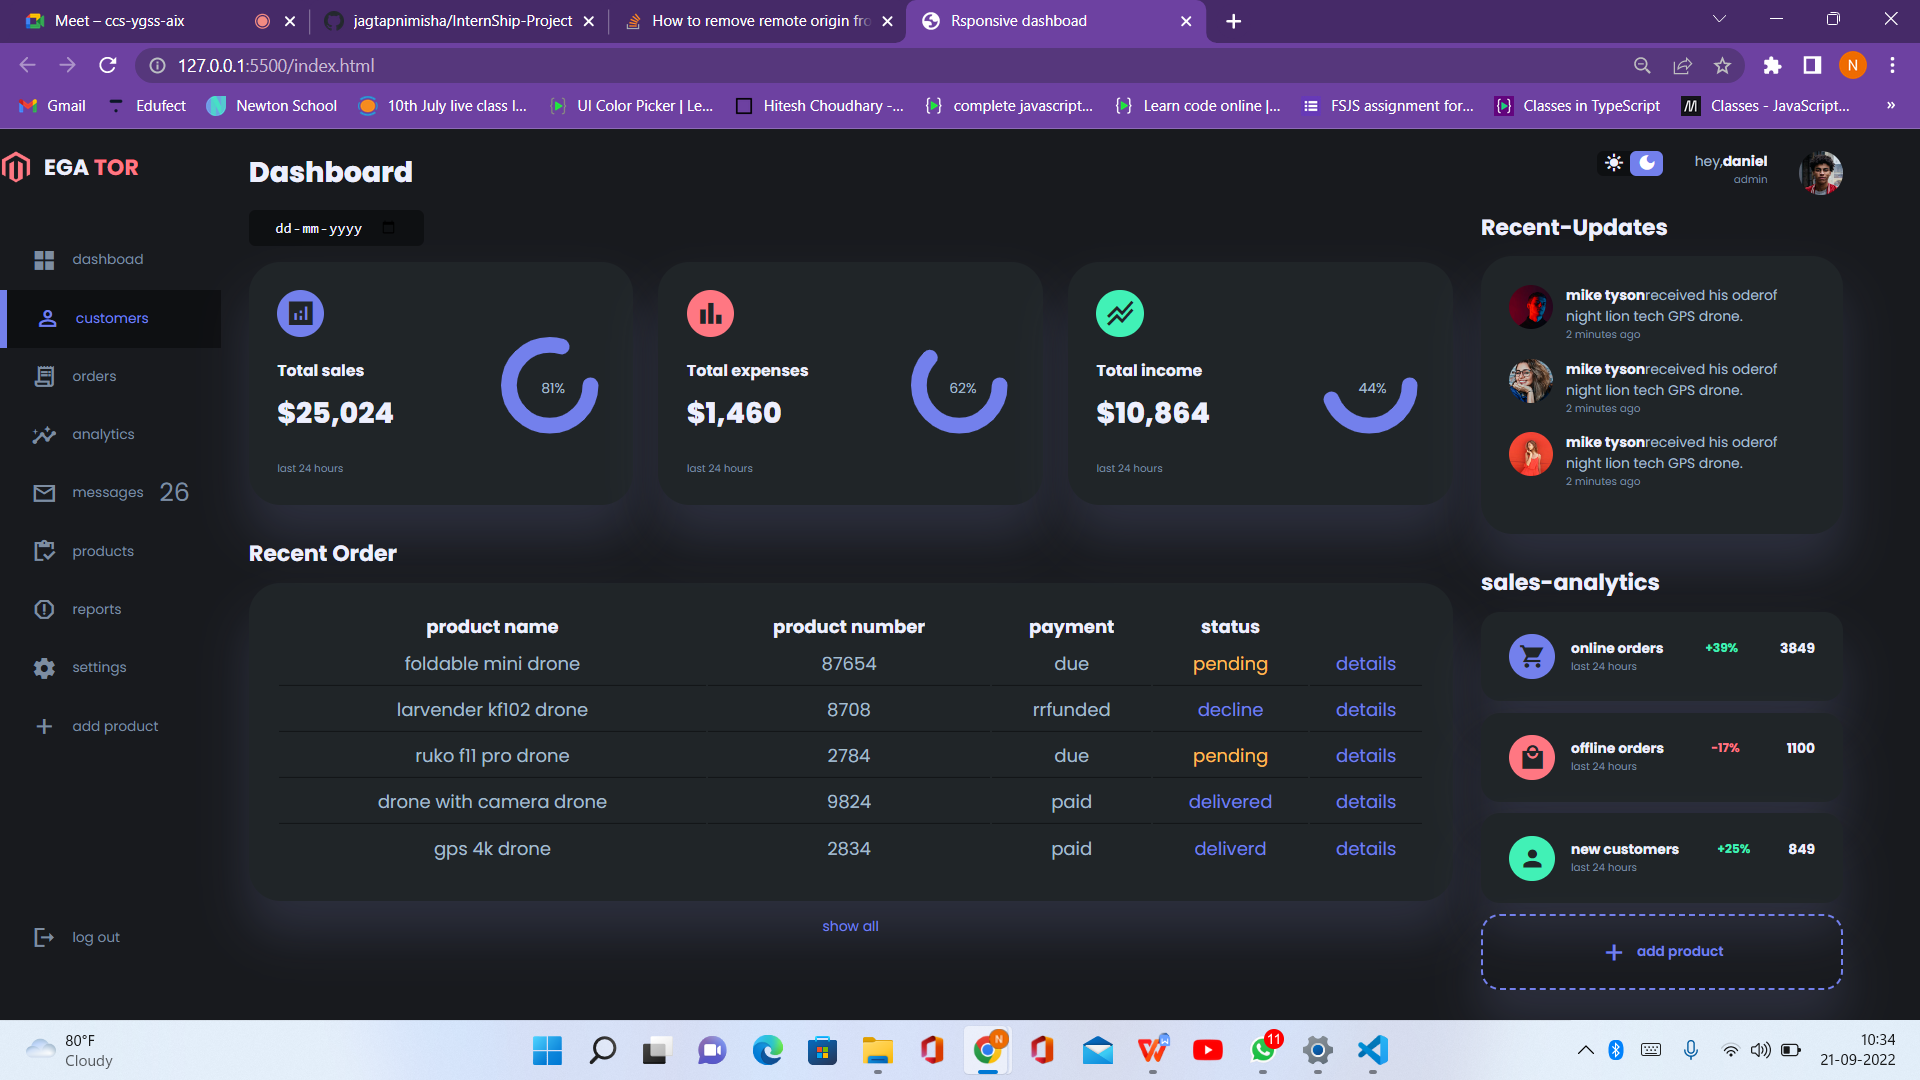 Meet – ccs-ygss-aix
jagtapnimisha/InternShip-Project
How to remove remote origin fro
Rsponsive dashboad
127.0.0.1:5500/index.html
N
Gmail
Edufect
Newton School
10th July live class l...
UI Color Picker | Le...
Hitesh Choudhary -...
complete javascript...
Learn code online |...
FSJS assignment for...
Classes in TypeScript
Classes - JavaScript...
»
EGA TOR
dashboad
customers
orders
analytics
messages 26
products
reports
settings
add product
log out
Dashboard
dd-mm-yyyy
Total sales
$25,024
81%
last 24 hours
Total expenses
$1,460
62%
last 24 hours
Total income
$10,864
44%
last 24 hours
Recent Order
product name product number payment status
foldable mini drone 87654 due pending details
larvender kf102 drone 8708 rrfunded decline details
ruko f11 pro drone 2784 due pending details
drone with camera drone 9824 paid delivered details
gps 4k drone 2834 paid deliverd details
show all
hey,daniel
admin
Recent-Updates
mike tysonreceived his oderof
night lion tech GPS drone.
2 minutes ago
mike tysonreceived his oderof
night lion tech GPS drone.
2 minutes ago
mike tysonreceived his oderof
night lion tech GPS drone.
2 minutes ago
sales-analytics
online orders +39% 3849
last 24 hours
offline orders -17% 1100
last 24 hours
new customers +25% 849
last 24 hours
add product
80°F
Cloudy
N
11
10:34
21-09-2022